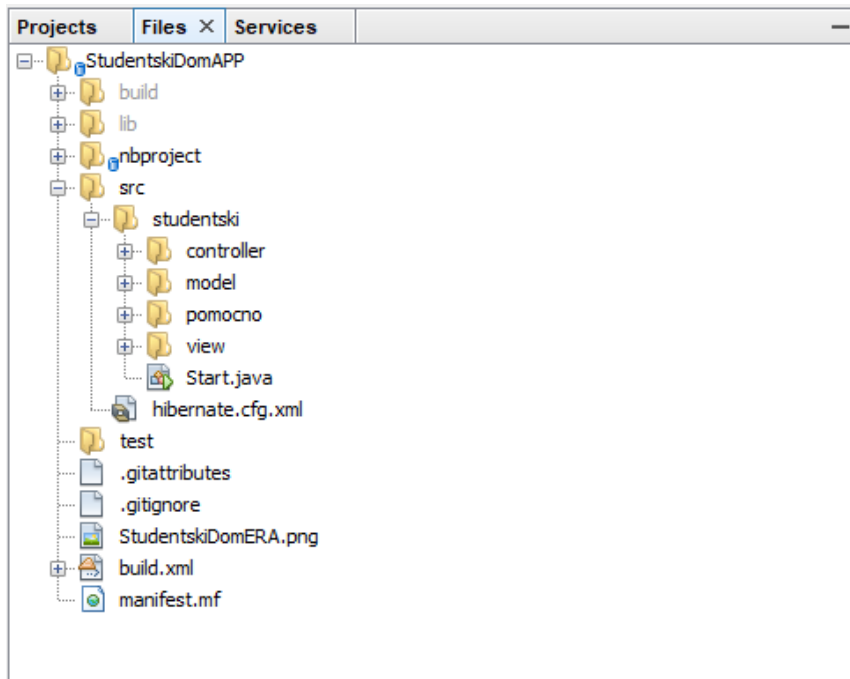 Projects Files Services
StudentskiDomAPP
build
lib
nbproject
src
studentski
controller
model
pomocno
view
Start.java
hibernate.cfg.xml
test
.gitattributes
.gitignore
StudentskiDomERA.png
build.xml
manifest.mf